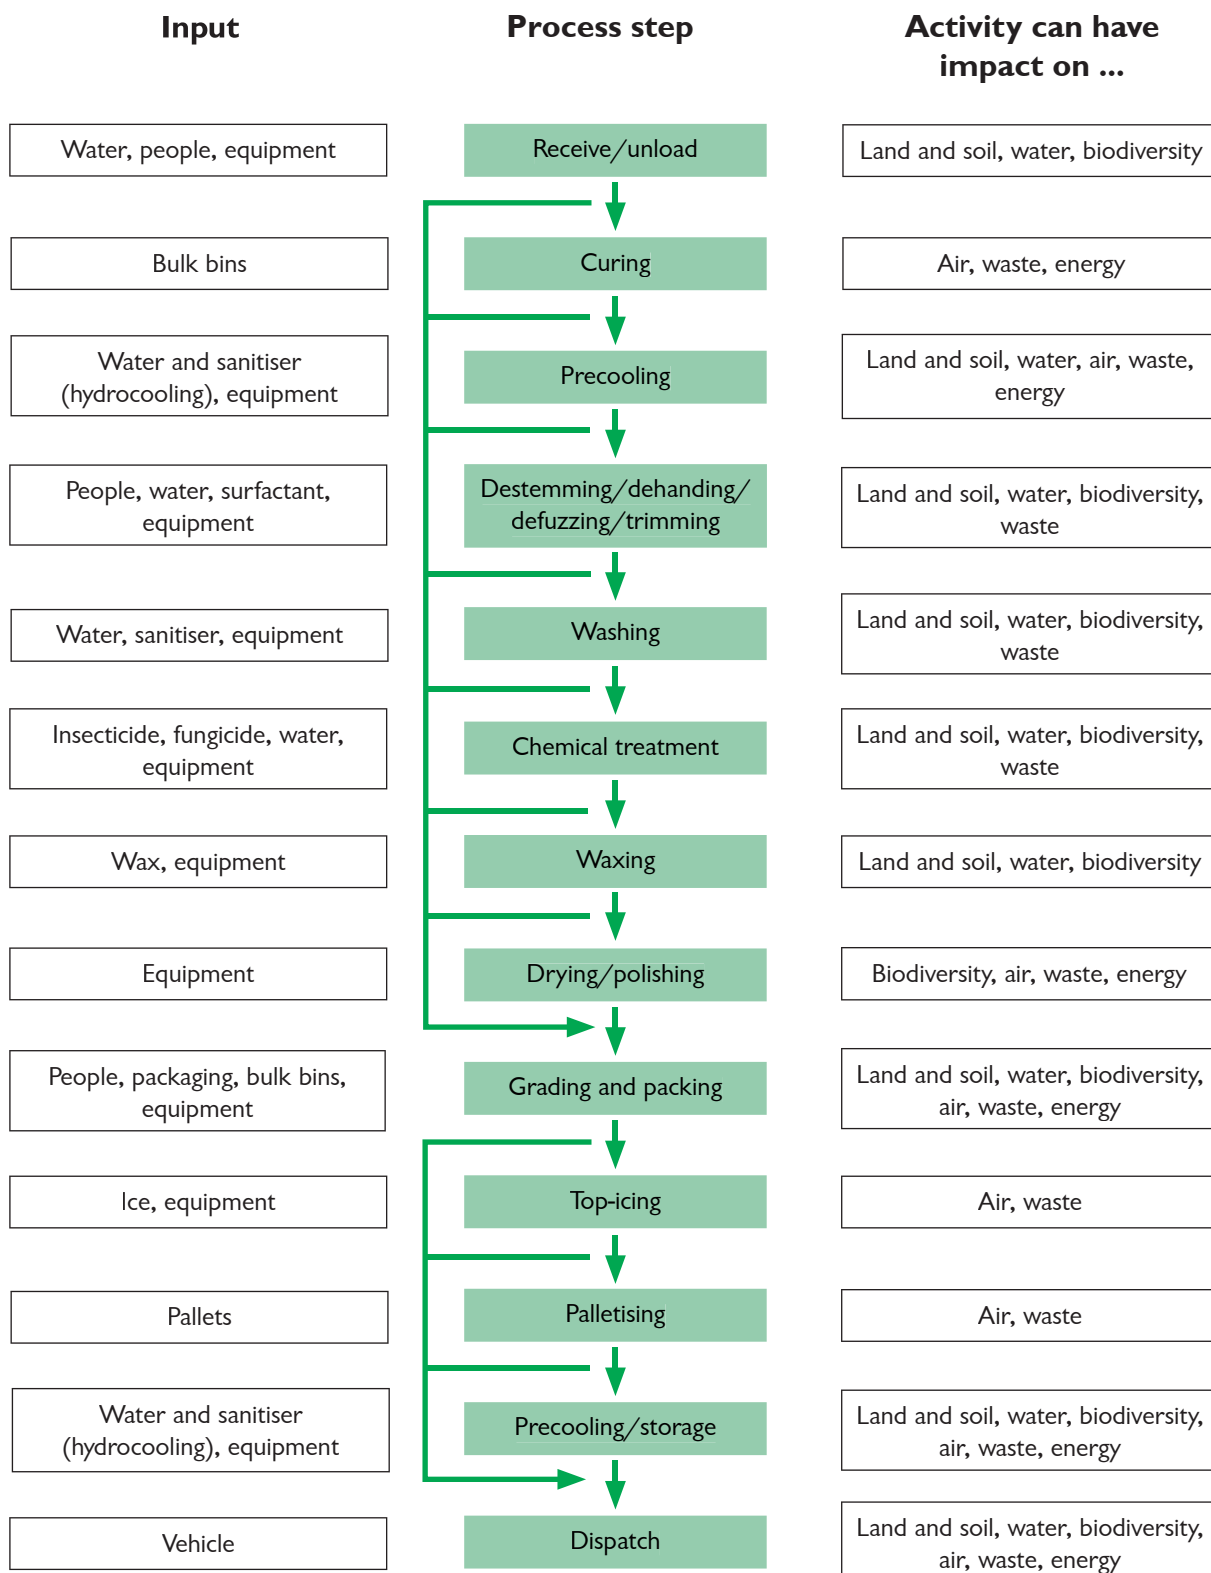 Input
Process step
Activity can have
impact on ...
Water, people, equipment
Receive/unload
Land and soil, water, biodiversity
Bulk bins
Curing
Air, waste, energy
Water and sanitiser
(hydrocooling), equipment
Precooling
Land and soil, water, air, waste,
energy
People, water, surfactant,
equipment
Destemming/dehanding/
defuzzing/trimming
Land and soil, water, biodiversity,
waste
Water, sanitiser, equipment
Washing
Land and soil, water, biodiversity,
waste
Insecticide, fungicide, water,
equipment
Chemical treatment
Land and soil, water, biodiversity,
waste
Wax, equipment
Waxing
Land and soil, water, biodiversity
Equipment
Drying/polishing
Biodiversity, air, waste, energy
People, packaging, bulk bins,
equipment
Grading and packing
Land and soil, water, biodiversity,
air, waste, energy
Ice, equipment
Top-icing
Air, waste
Pallets
Palletising
Air, waste
Water and sanitiser
(hydrocooling), equipment
Precooling/storage
Land and soil, water, biodiversity,
air, waste, energy
Vehicle
Dispatch
Land and soil, water, biodiversity,
air, waste, energy